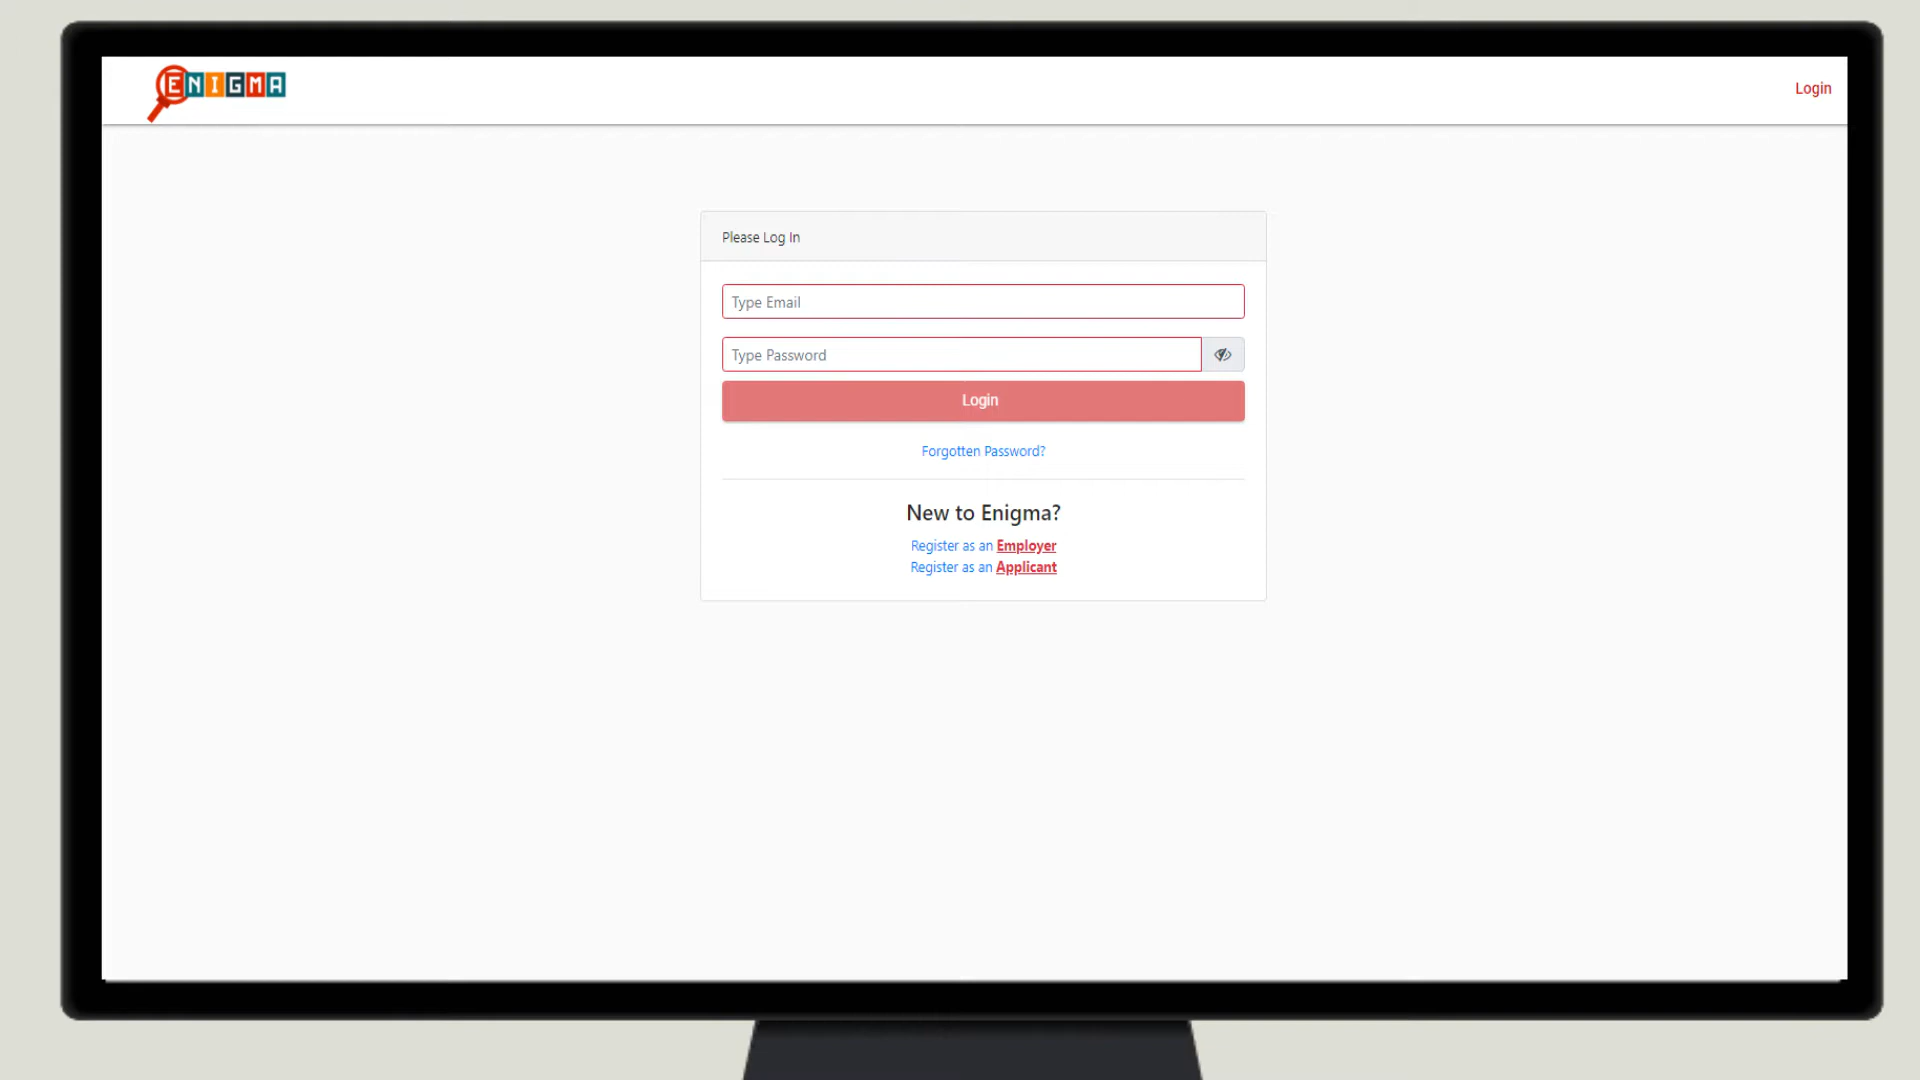 ENIGMA
Login
Please Log In
Type Email
Type Password
Login
Forgotten Password?
New to Enigma?
Register as an Employer
Register as an Applicant